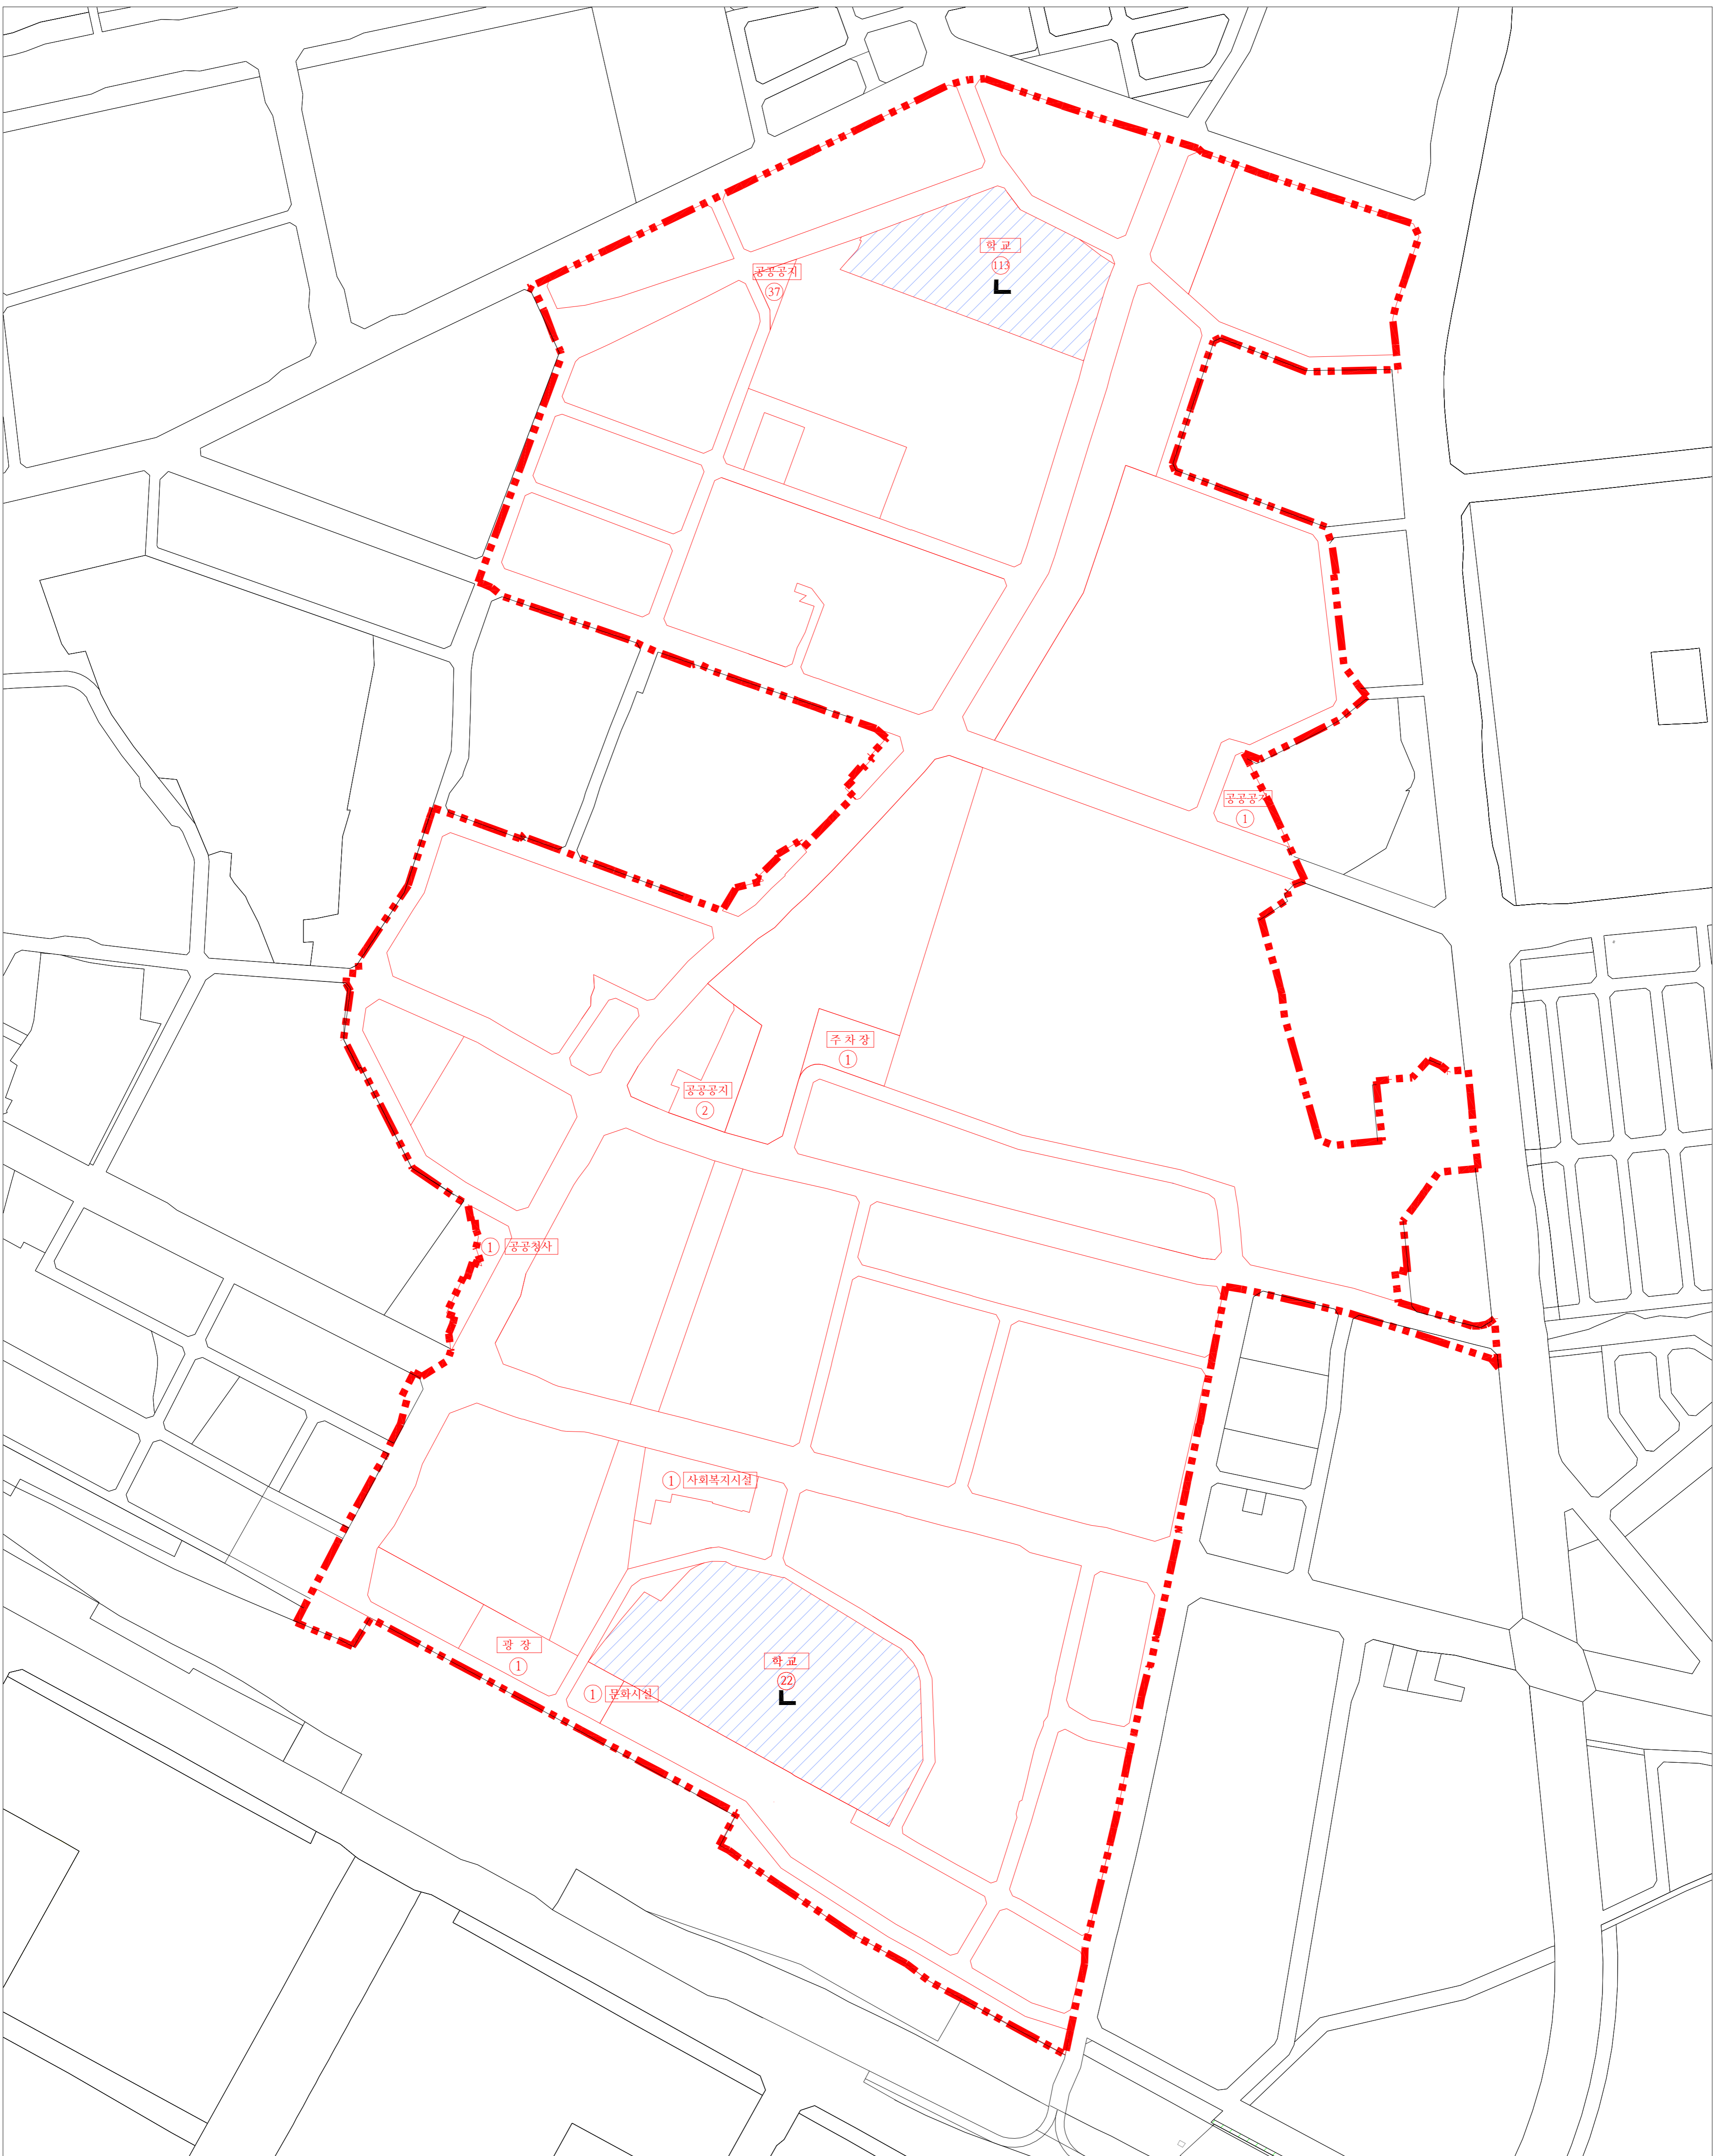 학 교
113
ㄴ
공공공지
37
공공공지
1
주 차 장
1
공공공지
2
1 공공청사
1 사회복지시설
광 장
1
학 교
22
ㄴ
1 문화시설